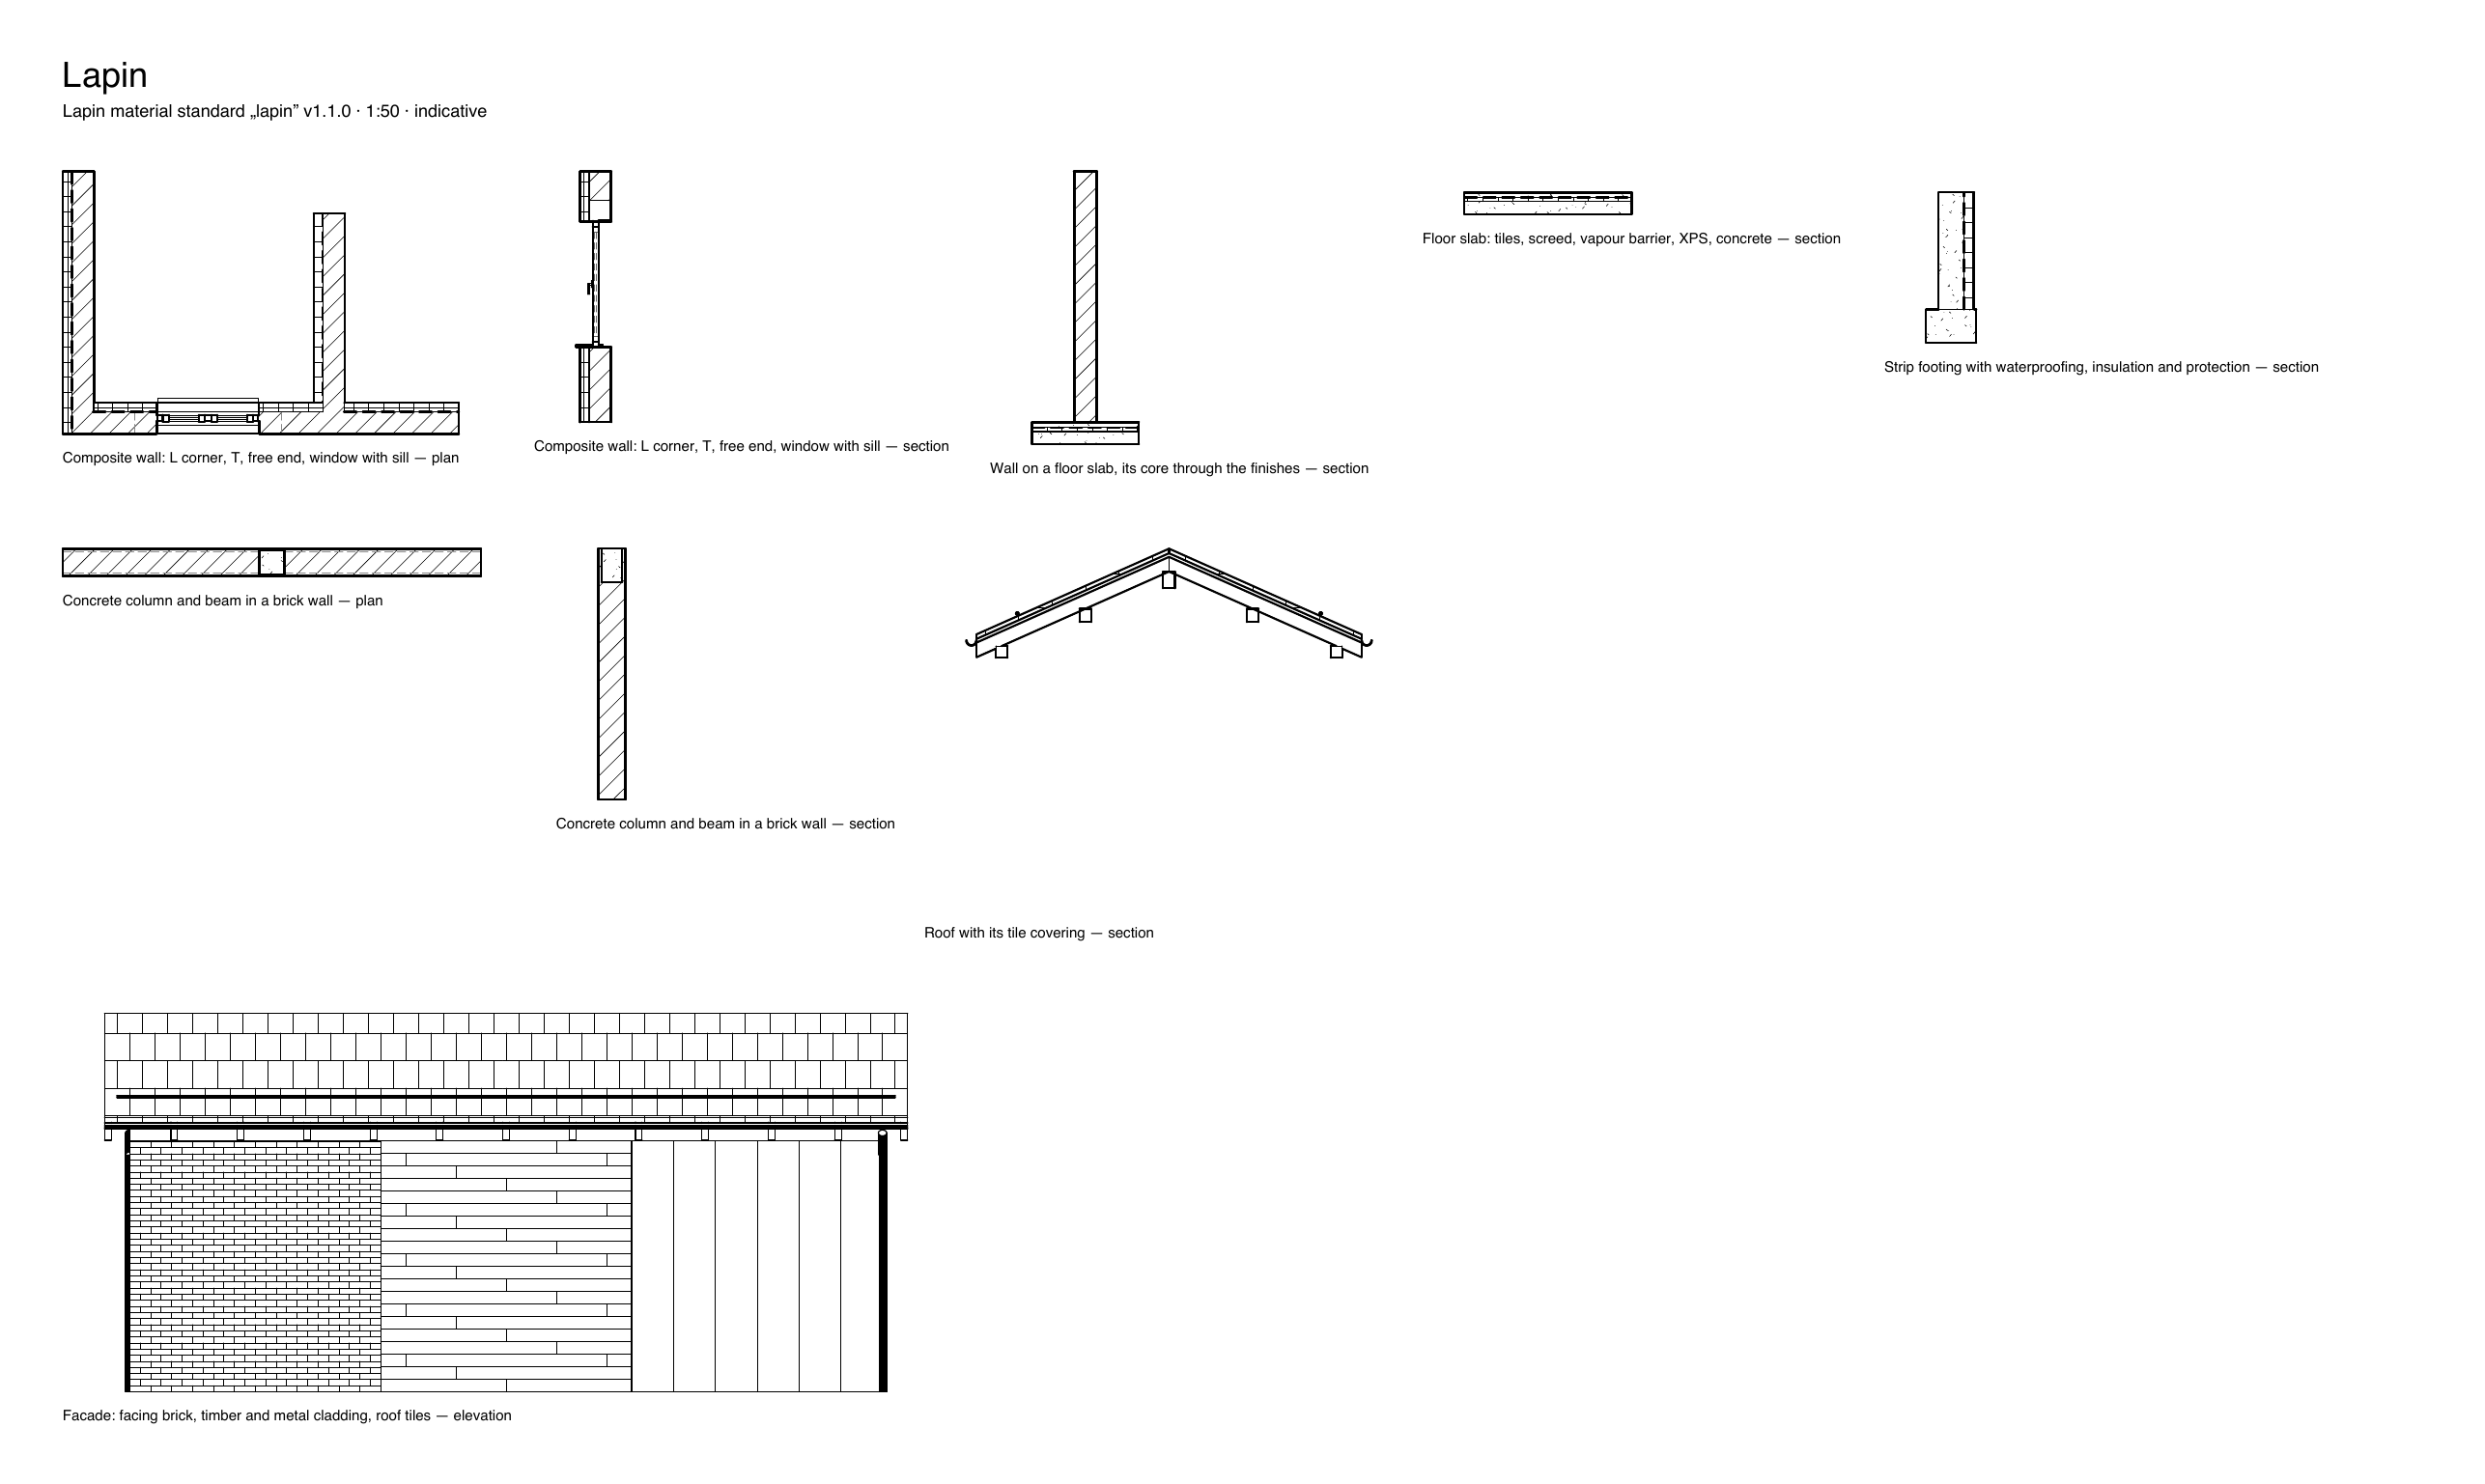 Lapin
Lapin material standard „lapin” v1.1.0 · 1:50 · indicative
Floor slab: tiles, screed, vapour barrier, XPS, concrete — section
Strip footing with waterproofing, insulation and protection — section
Composite wall: L corner, T, free end, window with sill — plan
Composite wall: L corner, T, free end, window with sill — section
Wall on a floor slab, its core through the finishes — section
Concrete column and beam in a brick wall — plan
Concrete column and beam in a brick wall — section
Roof with its tile covering — section
Facade: facing brick, timber and metal cladding, roof tiles — elevation